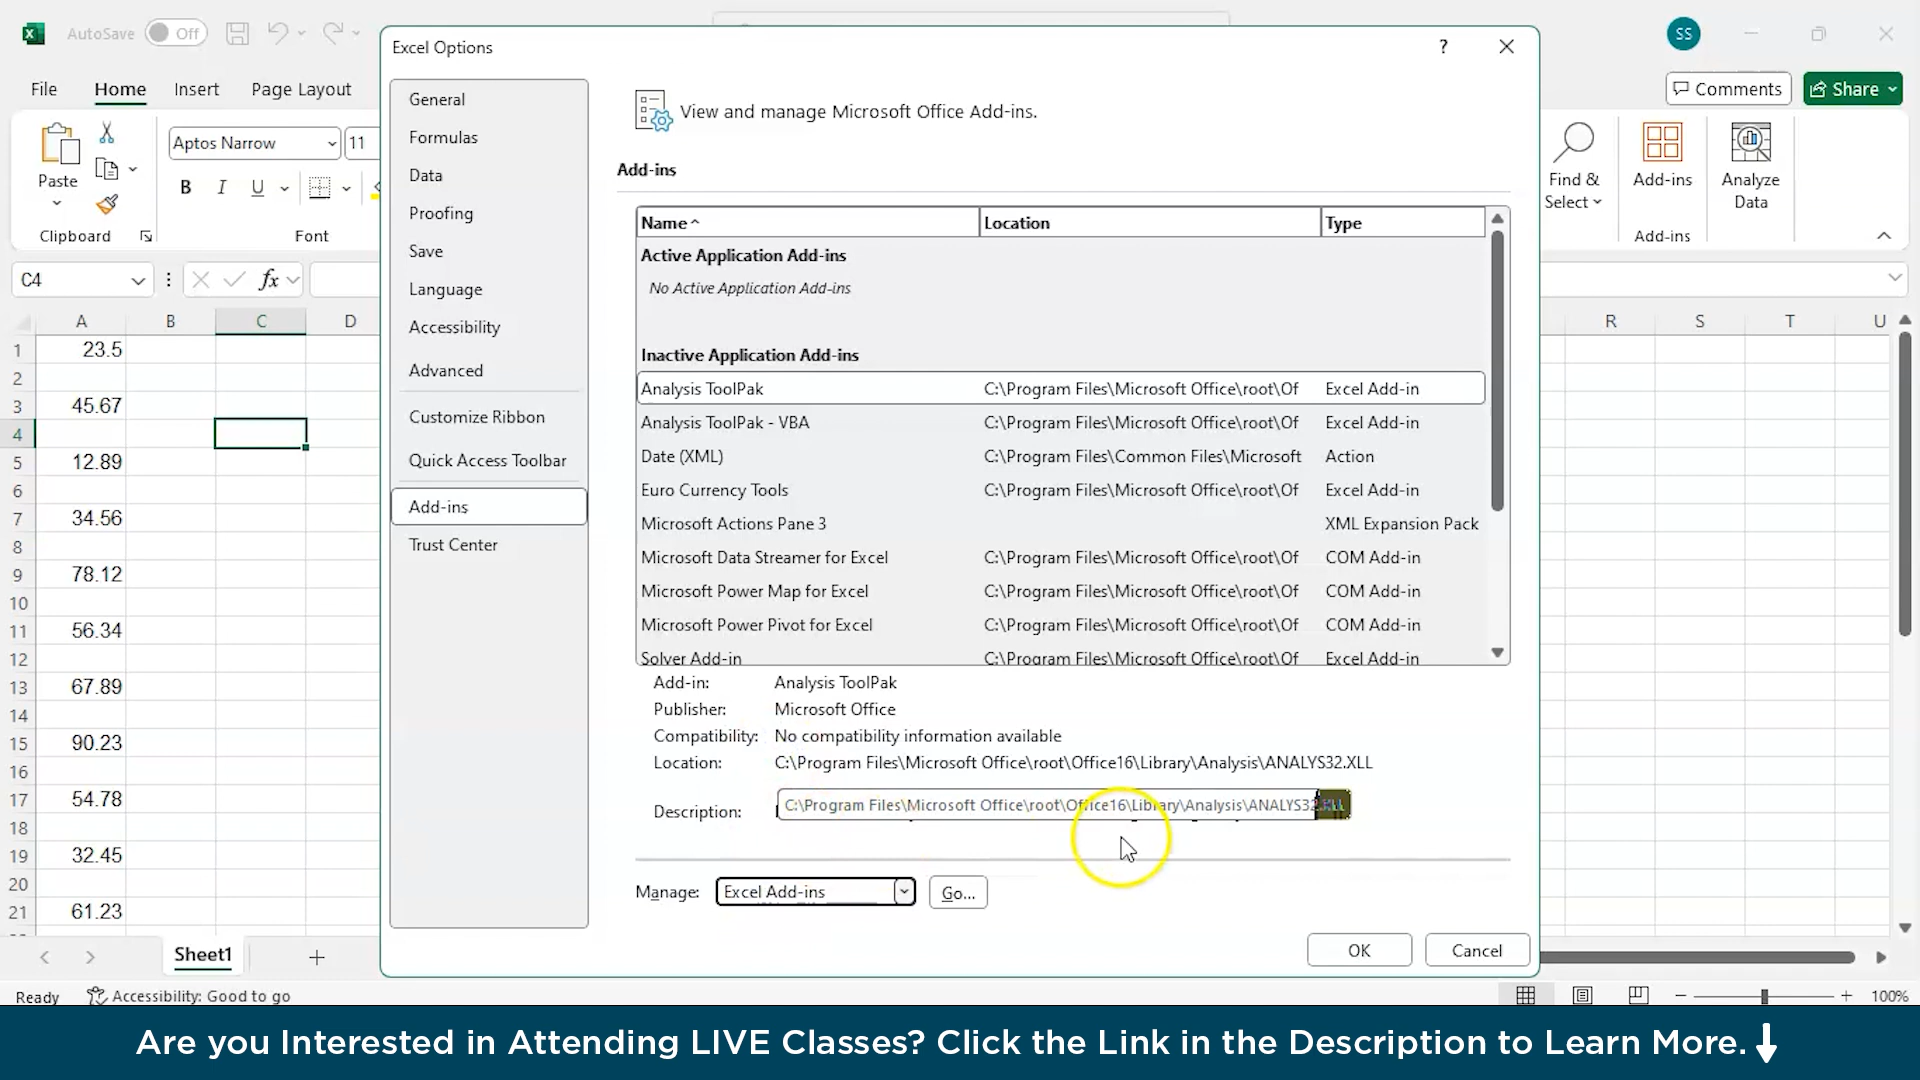 AutoSave Off
SS
File Home Insert Page Layout
Comments Share
Paste
Clipboard
Aptos Narrow 11
B I U
Font
Find & Select
Add-ins
Add-ins
Analyze Data
C4
fx
A B C D R S T U
1 23.5
2
3 45.67
4
5 12.89
6
7 34.56
8
9 78.12
10
11 56.34
12
13 67.89
14
15 90.23
16
17 54.78
18
19 32.45
20
21 61.23
Excel Options ?
General
Formulas
Data
Proofing
Save
Language
Accessibility
Advanced
Customize Ribbon
Quick Access Toolbar
Add-ins
Trust Center
View and manage Microsoft Office Add-ins.
Add-ins
Name Location Type
Active Application Add-ins
No Active Application Add-ins
Inactive Application Add-ins
Analysis ToolPak C:\Program Files\Microsoft Office\root\Of Excel Add-in
Analysis ToolPak - VBA C:\Program Files\Microsoft Office\root\Of Excel Add-in
Date (XML) C:\Program Files\Common Files\Microsoft Action
Euro Currency Tools C:\Program Files\Microsoft Office\root\Of Excel Add-in
Microsoft Actions Pane 3 XML Expansion Pack
Microsoft Data Streamer for Excel C:\Program Files\Microsoft Office\root\Of COM Add-in
Microsoft Power Map for Excel C:\Program Files\Microsoft Office\root\Of COM Add-in
Microsoft Power Pivot for Excel C:\Program Files\Microsoft Office\root\Of COM Add-in
Solver Add-in C:\Program Files\Microsoft Office\root\Of Excel Add-in
Add-in: Analysis ToolPak
Publisher: Microsoft Office
Compatibility: No compatibility information available
Location: C:\Program Files\Microsoft Office\root\Office16\Library\Analysis\ANALYS32.XLL
C:\Program Files\Microsoft Office\root\Office16\Library\Analysis\ANALYS32.XLL
Description:
Manage: Excel Add-ins Go...
OK Cancel
Sheet1
Ready Accessibility: Good to go 100%
Are you Interested in Attending LIVE Classes? Click the Link in the Description to Learn More.